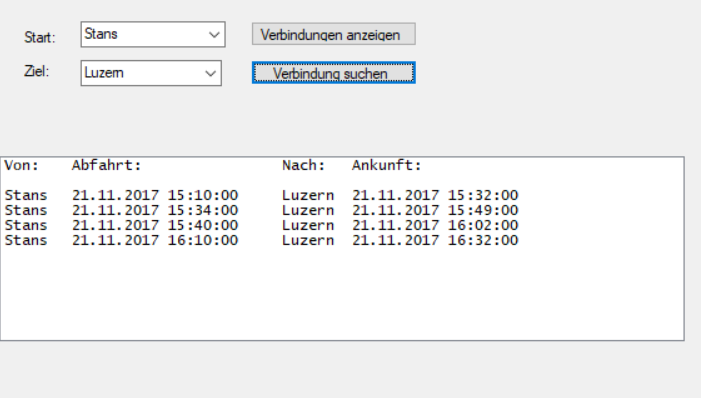 Start: Stans Verbindungen anzeigen
Ziel: Luzern Verbindung suchen
Von: Abfahrt: Nach: Ankunft:
Stans 21.11.2017 15:10:00 Luzern 21.11.2017 15:32:00
Stans 21.11.2017 15:34:00 Luzern 21.11.2017 15:49:00
Stans 21.11.2017 15:40:00 Luzern 21.11.2017 16:02:00
Stans 21.11.2017 16:10:00 Luzern 21.11.2017 16:32:00